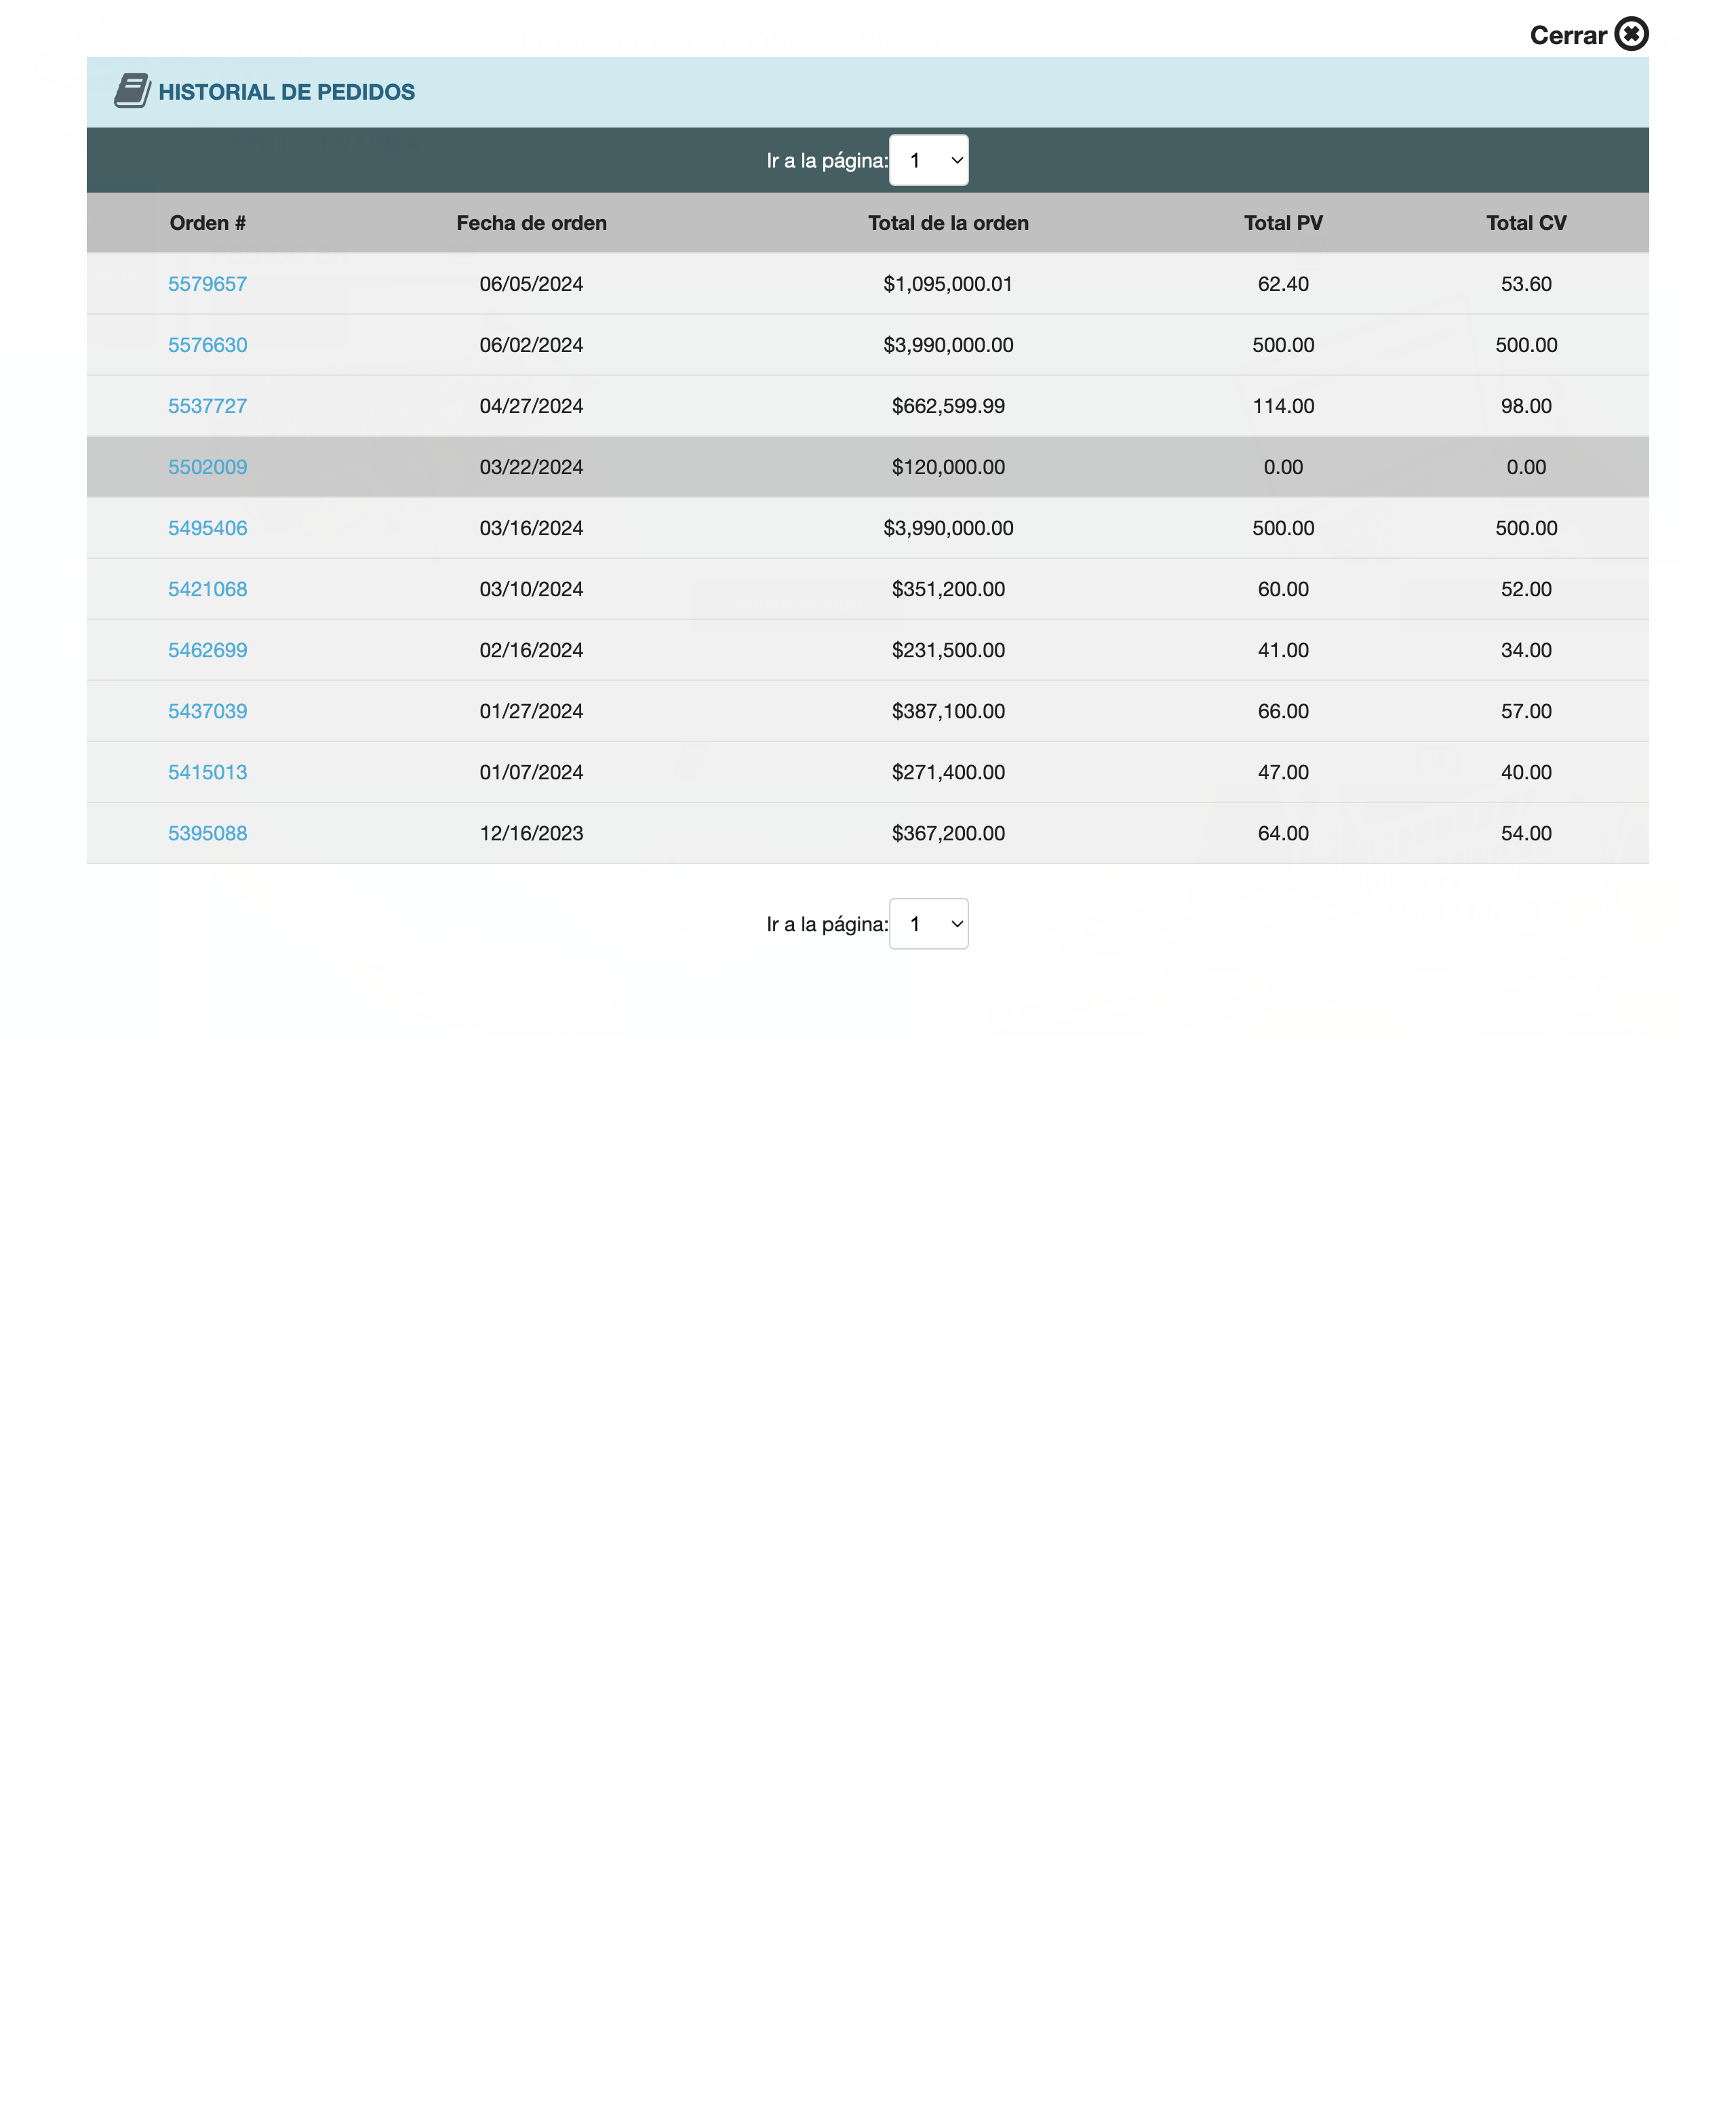 Cerrar
HISTORIAL DE PEDIDOS
Ir a la página: 1
Orden # Fecha de orden Total de la orden Total PV Total CV
5579657 06/05/2024 $1,095,000.01 62.40 53.60
5576630 06/02/2024 $3,990,000.00 500.00 500.00
5537727 04/27/2024 $662,599.99 114.00 98.00
5502009 03/22/2024 $120,000.00 0.00 0.00
5495406 03/16/2024 $3,990,000.00 500.00 500.00
5421068 03/10/2024 $351,200.00 60.00 52.00
5462699 02/16/2024 $231,500.00 41.00 34.00
5437039 01/27/2024 $387,100.00 66.00 57.00
5415013 01/07/2024 $271,400.00 47.00 40.00
5395088 12/16/2023 $367,200.00 64.00 54.00
Ir a la página: 1